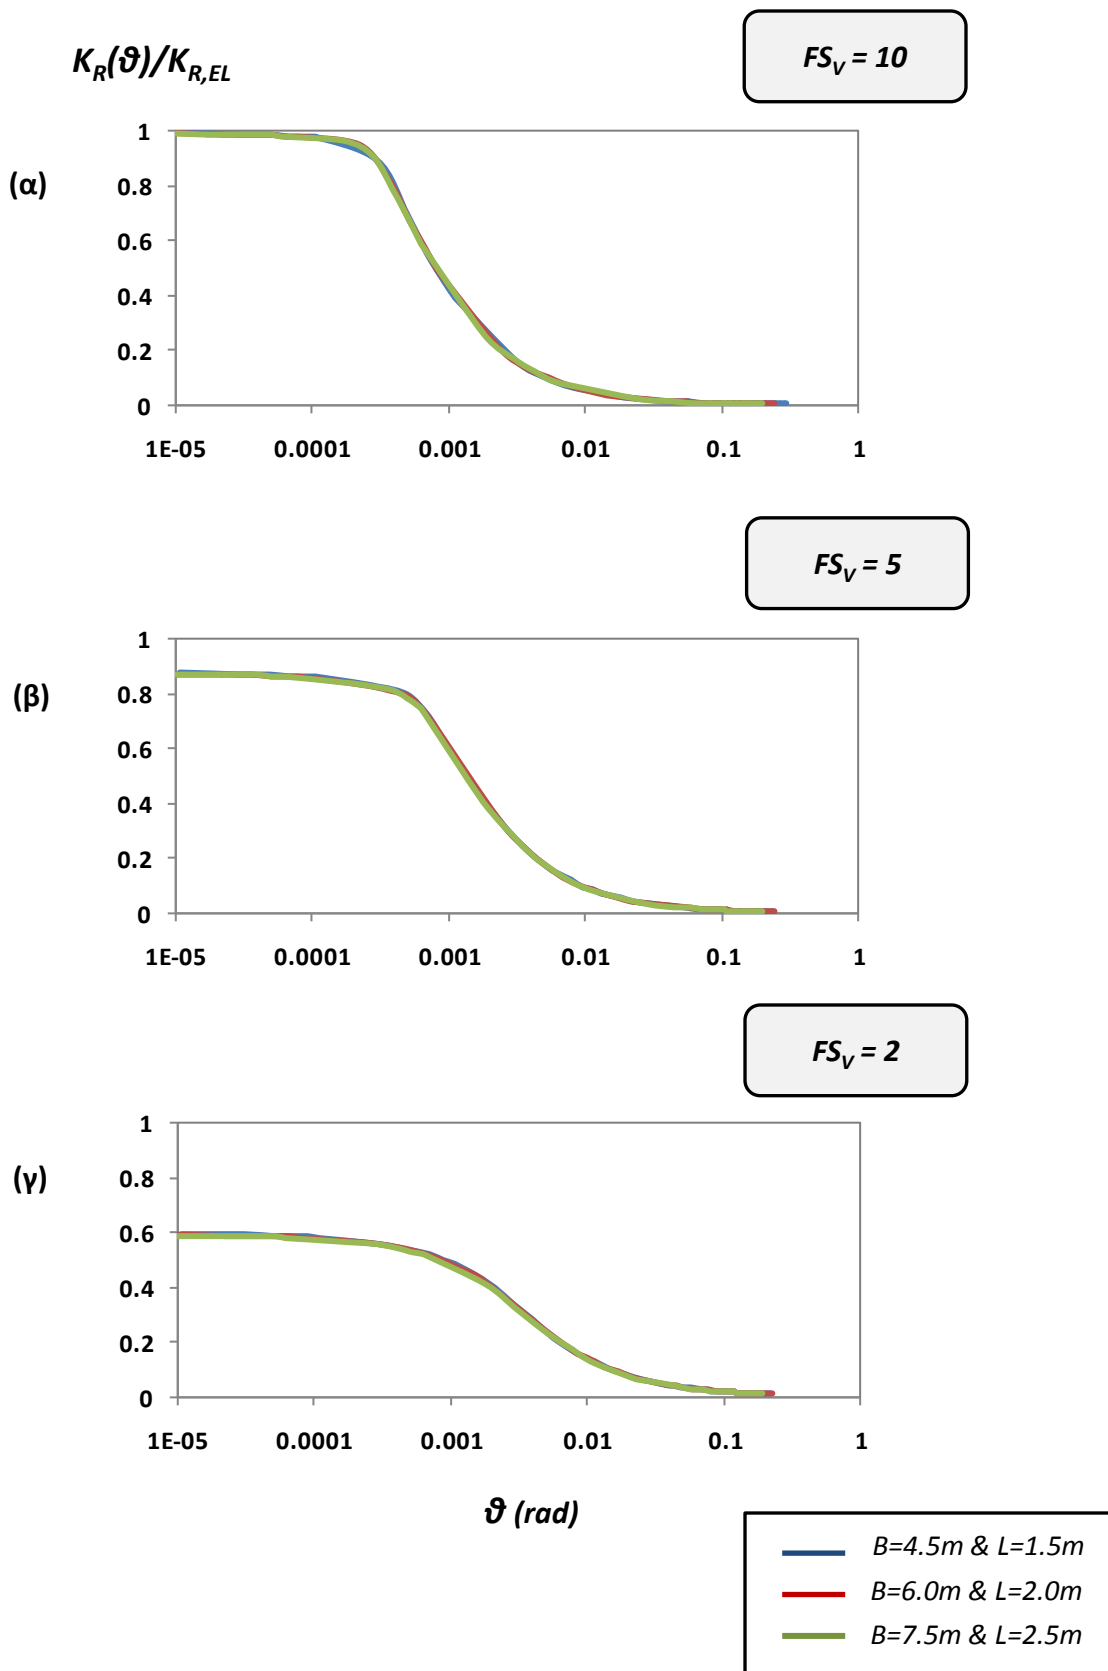 K_R(ϑ)/K_R,EL
FS_V = 10
(α)
1
0.8
0.6
0.4
0.2
0
1E-05 0.0001 0.001 0.01 0.1 1
FS_V = 5
(β)
1
0.8
0.6
0.4
0.2
0
1E-05 0.0001 0.001 0.01 0.1 1
FS_V = 2
(γ)
1
0.8
0.6
0.4
0.2
0
1E-05 0.0001 0.001 0.01 0.1 1
ϑ (rad)
B=4.5m & L=1.5m
B=6.0m & L=2.0m
B=7.5m & L=2.5m